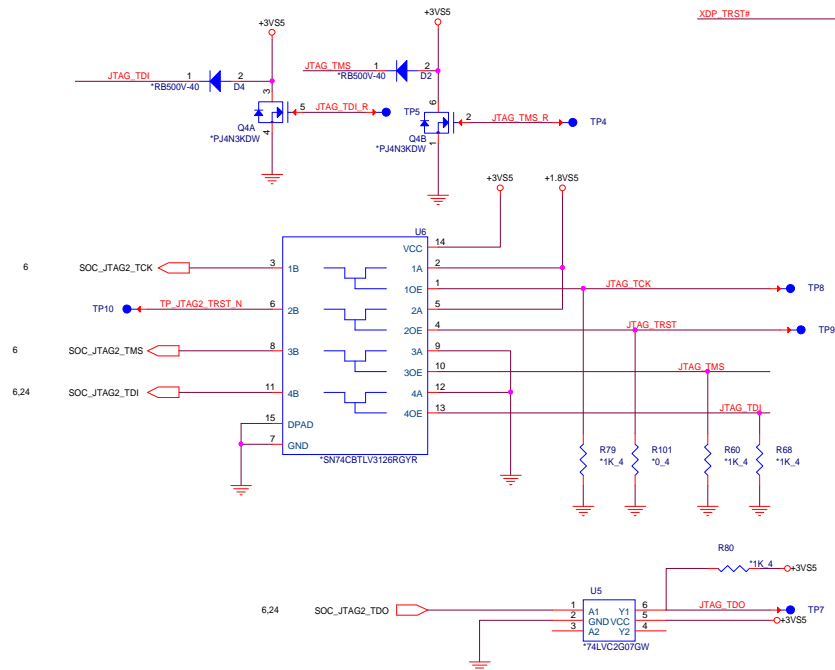 XDP_TRST#
+3VS5
+3VS5
JTAG_TDI 1 2
*RB500V-40 D4
JTAG_TMS 1 2
*RB500V-40 D2
3
5 JTAG_TDI_R
4
Q4A
*PJ4N3KDW
TP5
6
2 JTAG_TMS_R TP4
1
Q4B
*PJ4N3KDW
+3VS5 +1.8VS5
U6
VCC 14
6 SOC_JTAG2_TCK 3 1B 1A 2
1OE 1 JTAG_TCK TP8
TP10 TP_JTAG2_TRST_N 6 2B 2A 5
2OE 4 JTAG_TRST TP9
6 SOC_JTAG2_TMS 8 3B 3A 9
3OE 10 JTAG_TMS
6,24 SOC_JTAG2_TDI 11 4B 4A 12
4OE 13 JTAG_TDI
15 DPAD
7 GND
*SN74CBTLV3126RGYR
R79 R101 R60 R68
*1K_4 *0_4 *1K_4 *1K_4
R80
*1K_4 +3VS5
U5
6,24 SOC_JTAG2_TDO 1 A1 Y1 6 JTAG_TDO TP7
2 GND VCC 5 +3VS5
3 A2 Y2 4
*74LVC2G07GW